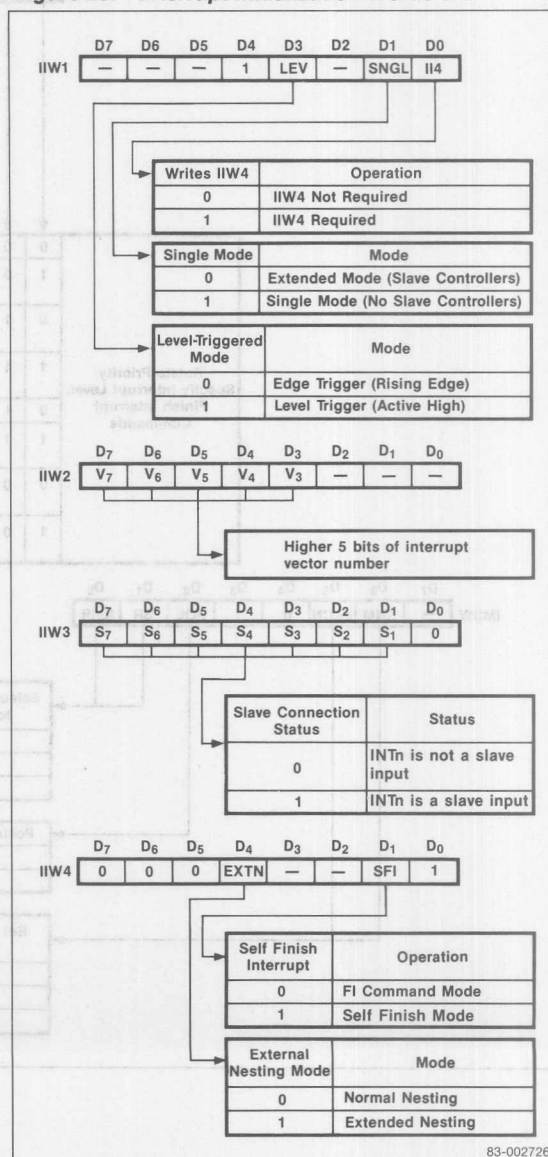 D7 D6 D5 D4 D3 D2 D1 D0
IIW1 — — — 1 LEV — SNGL II4
Writes IIW4 Operation
0 IIW4 Not Required
1 IIW4 Required
Single Mode Mode
0 Extended Mode (Slave Controllers)
1 Single Mode (No Slave Controllers)
Level-Triggered Mode Mode
0 Edge Trigger (Rising Edge)
1 Level Trigger (Active High)
D7 D6 D5 D4 D3 D2 D1 D0
IIW2 V7 V6 V5 V4 V3 — — —
Higher 5 bits of interrupt
vector number
D7 D6 D5 D4 D3 D2 D1 D0
IIW3 S7 S6 S5 S4 S3 S2 S1 0
Slave Connection Status Status
0 INTn is not a slave input
1 INTn is a slave input
D7 D6 D5 D4 D3 D2 D1 D0
IIW4 0 0 0 EXTN — — SFI 1
Self Finish Interrupt Operation
0 FI Command Mode
1 Self Finish Mode
External Nesting Mode Mode
0 Normal Nesting
1 Extended Nesting
83-002726